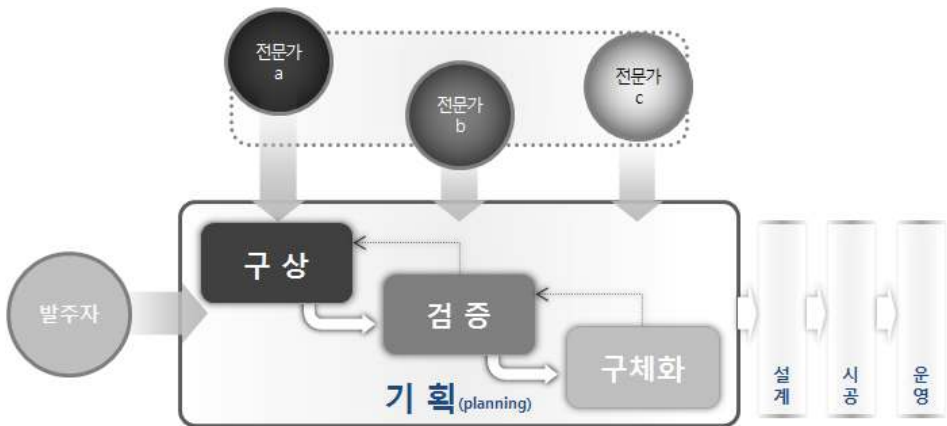 전문가
a
전문가
b
전문가
c
발주자
구 상
검 증
구체화
기 획(planning)
설
계
시
공
운
영